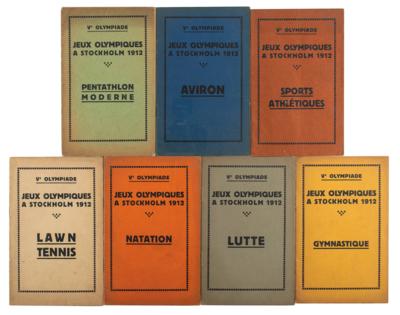 Vᵉ OLYMPIADE
JEUX OLYMPIQUES
A STOCKHOLM 1912
PENTATHLON
MODERNE
Vᵉ OLYMPIADE
JEUX OLYMPIQUES
A STOCKHOLM 1912
AVIRON
Vᵉ OLYMPIADE
JEUX OLYMPIQUES
A STOCKHOLM 1912
SPORTS
ATHLÉTIQUES
Vᵉ OLYMPIADE
JEUX OLYMPIQUES
A STOCKHOLM 1912
LAWN
TENNIS
Vᵉ OLYMPIADE
JEUX OLYMPIQUES
A STOCKHOLM 1912
NATATION
Vᵉ OLYMPIADE
JEUX OLYMPIQUES
A STOCKHOLM 1912
LUTTE
Vᵉ OLYMPIADE
JEUX OLYMPIQUES
A STOCKHOLM 1912
GYMNASTIQUE